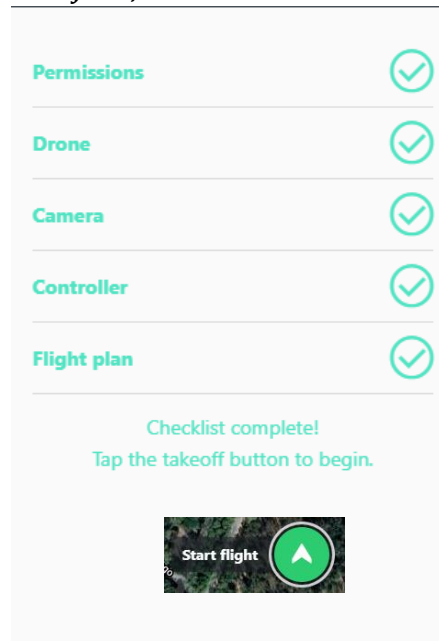 Permissions
Drone
Camera
Controller
Flight plan
Checklist complete!
Tap the takeoff button to begin.
Start flight